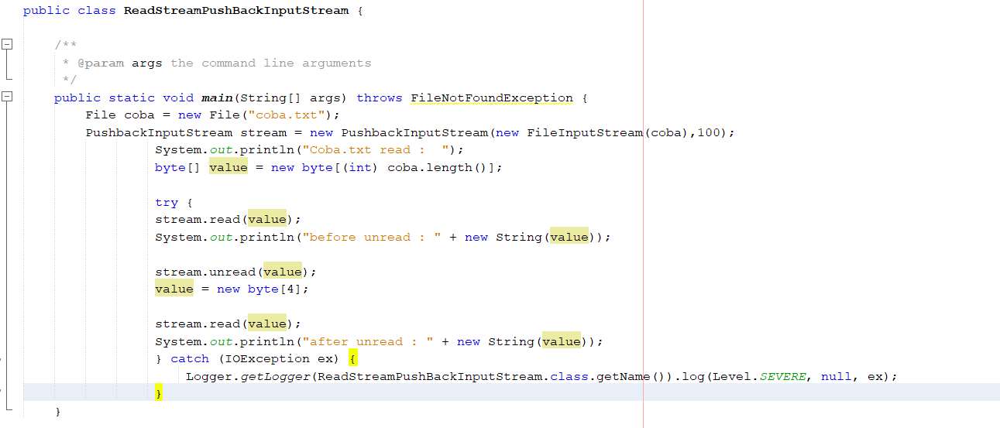 public class ReadStreamPushBackInputStream {
/**
* @param args the command line arguments
*/
public static void main(String[] args) throws FileNotFoundException {
File coba = new File("coba.txt");
PushbackInputStream stream = new PushbackInputStream(new FileInputStream(coba),100);
System.out.println("Coba.txt read :  ");
byte[] value = new byte[(int) coba.length()];
try {
stream.read(value);
System.out.println("before unread : " + new String(value));
stream.unread(value);
value = new byte[4];
stream.read(value);
System.out.println("after unread : " + new String(value));
} catch (IOException ex) {
Logger.getLogger(ReadStreamPushBackInputStream.class.getName()).log(Level.SEVERE, null, ex);
}
}